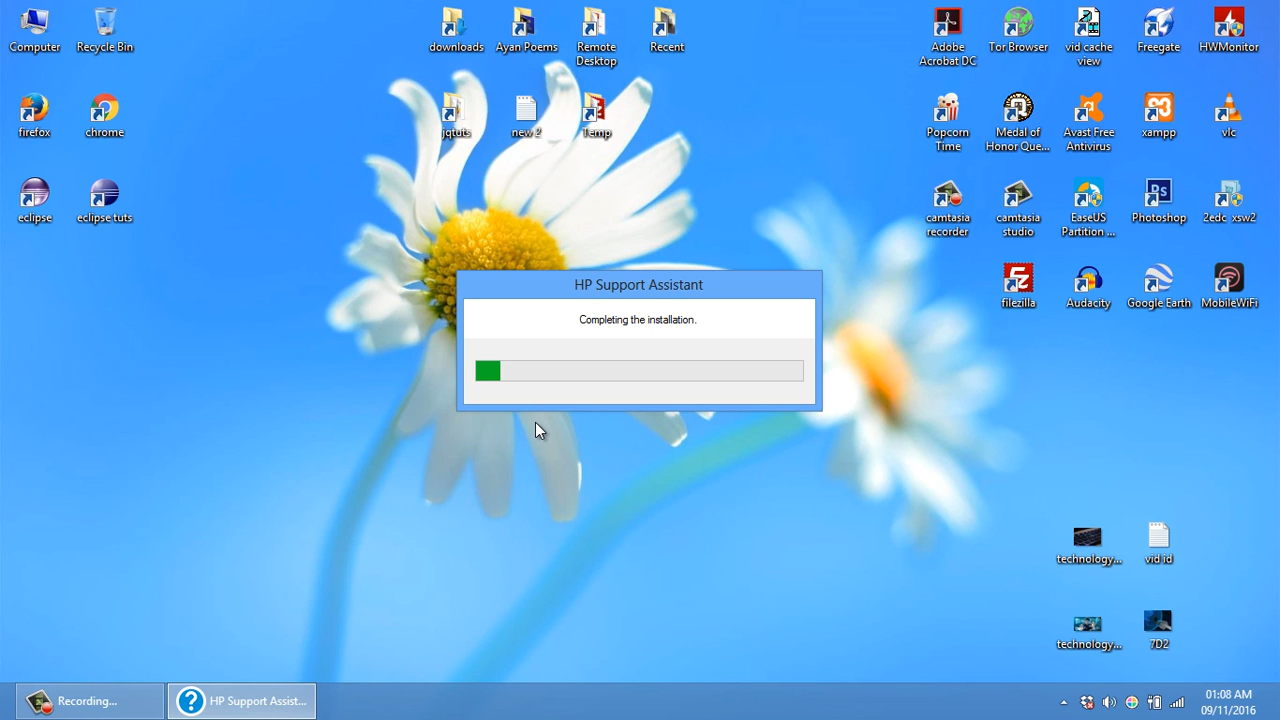 Computer
Recycle Bin
downloads
Ayan Poems
Remote
Desktop
Recent
Adobe
Acrobat DC
Tor Browser
vid cache
view
Freegate
HWMonitor
firefox
chrome
jqtuts
new 2
Temp
Popcorn
Time
Medal of
Honor Que...
Avast Free
Antivirus
xampp
vlc
eclipse
eclipse tuts
camtasia
recorder
camtasia
studio
EaseUS
Partition ...
Ps
Photoshop
2edc_xsw2
filezilla
Audacity
Google Earth
MobileWiFi
HP Support Assistant
Completing the installation.
technology...
vid id
technology...
7D2
Recording...
HP Support Assist...
01:08 AM
09/11/2016